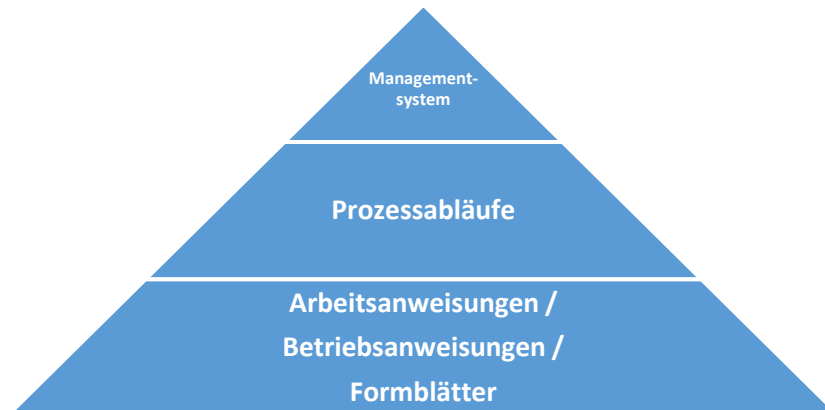 Management-
system
Prozessabläufe
Arbeitsanweisungen /
Betriebsanweisungen /
Formblätter